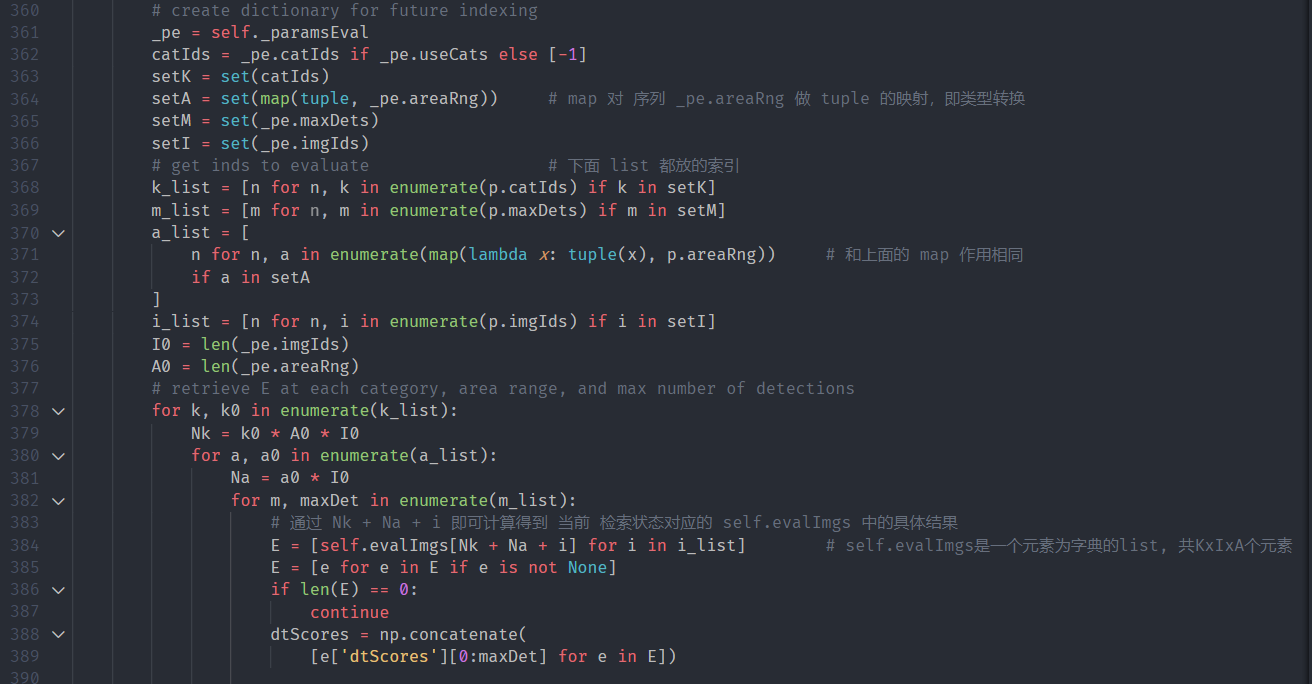 360 # create dictionary for future indexing
361 _pe = self._paramsEval
362 catIds = _pe.catIds if _pe.useCats else [-1]
363 setK = set(catIds)
364 setA = set(map(tuple, _pe.areaRng)) # map 对 序列 _pe.areaRng 做 tuple 的映射，即类型转换
365 setM = set(_pe.maxDets)
366 setI = set(_pe.imgIds)
367 # get inds to evaluate # 下面 list 都放的索引
368 k_list = [n for n, k in enumerate(p.catIds) if k in setK]
369 m_list = [m for n, m in enumerate(p.maxDets) if m in setM]
370 a_list = [
371 n for n, a in enumerate(map(lambda x: tuple(x), p.areaRng)) # 和上面的 map 作用相同
372 if a in setA
373 ]
374 i_list = [n for n, i in enumerate(p.imgIds) if i in setI]
375 I0 = len(_pe.imgIds)
376 A0 = len(_pe.areaRng)
377 # retrieve E at each category, area range, and max number of detections
378 for k, k0 in enumerate(k_list):
379 Nk = k0 * A0 * I0
380 for a, a0 in enumerate(a_list):
381 Na = a0 * I0
382 for m, maxDet in enumerate(m_list):
383 # 通过 Nk + Na + i 即可计算得到 当前 检索状态对应的 self.evalImgs 中的具体结果
384 E = [self.evalImgs[Nk + Na + i] for i in i_list] # self.evalImgs是一个元素为字典的list, 共KxIxA个元素
385 E = [e for e in E if e is not None]
386 if len(E) == 0:
387 continue
388 dtScores = np.concatenate(
389 [e['dtScores'][0:maxDet] for e in E])
390